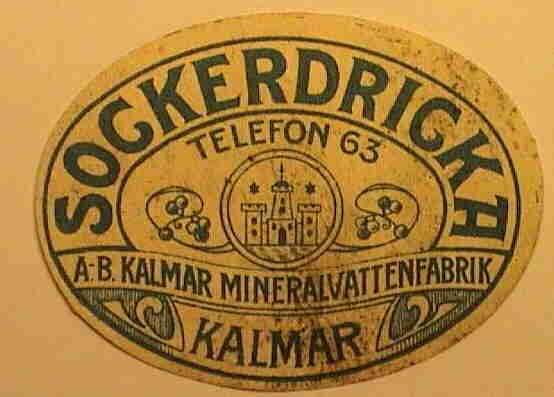 SOCKERDRICKA
TELEFON 63
A-B. KALMAR MINERALVATTENFABRIK
KALMAR